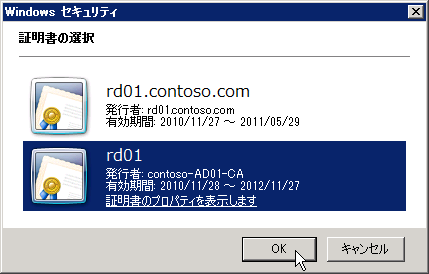 Windows セキュリティ
証明書の選択
rd01.contoso.com
発行者: rd01.contoso.com
有効期間: 2010/11/27 ～ 2011/05/29
rd01
発行者: contoso-AD01-CA
有効期間: 2010/11/28 ～ 2012/11/27
証明書のプロパティを表示します
OK
キャンセル